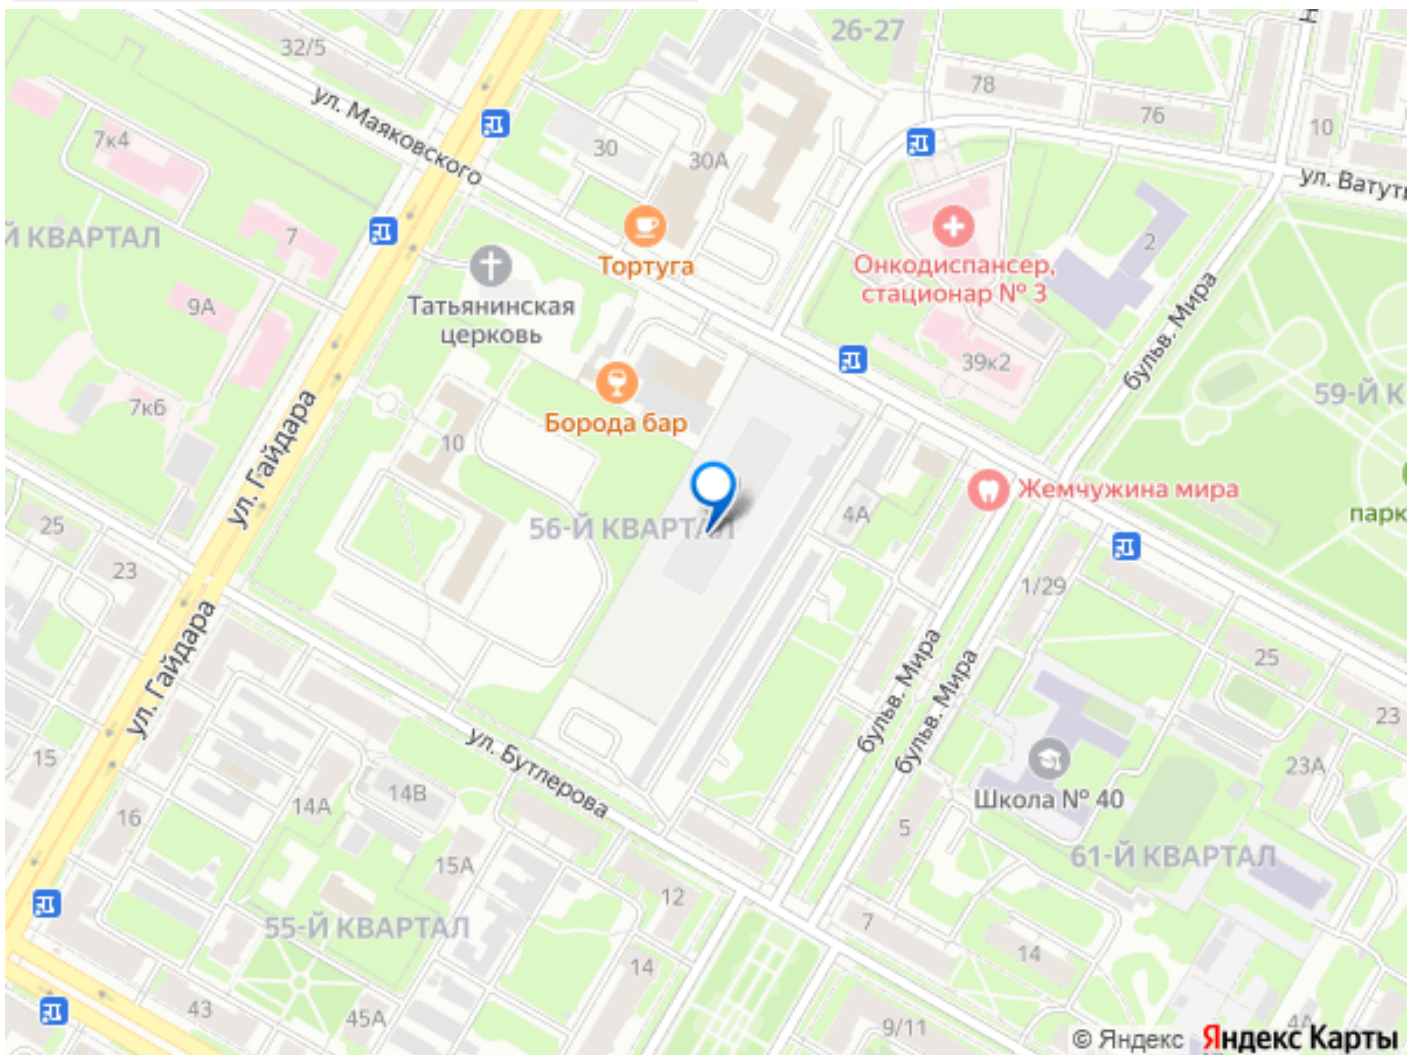 26-27
32/5
78
76
10
ул. Маяковского
7к4
30
30А
ул. Ватути
Й КВАРТАЛ
7
2
Тортуга
Онкодиспансер,
стационар № 3
Татьянинская
церковь
9А
бульв. Мира
39к2
59-Й К
7к6
Борода бар
10
ул. Гайдара
Жемчужина мира
4А
парк
25
56-Й КВАРТАЛ
23
1/29
ул. Гайдара
бульв. Мира
бульв. Мира
25
23
15
ул. Бутлерова
23А
14А
14В
Школа № 40
16
5
15А
61-Й КВАРТАЛ
12
55-Й КВАРТАЛ
7
14
14
43
45А
9/11
4А
© Яндекс Яндекс Карты